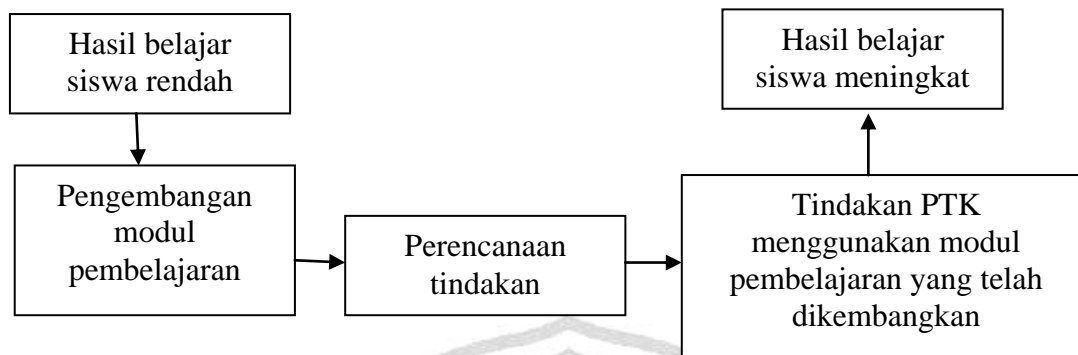 Hasil belajar
siswa rendah
Pengembangan
modul
pembelajaran
Perencanaan
tindakan
Tindakan PTK
menggunakan modul
pembelajaran yang telah
dikembangkan
Hasil belajar
siswa meningkat